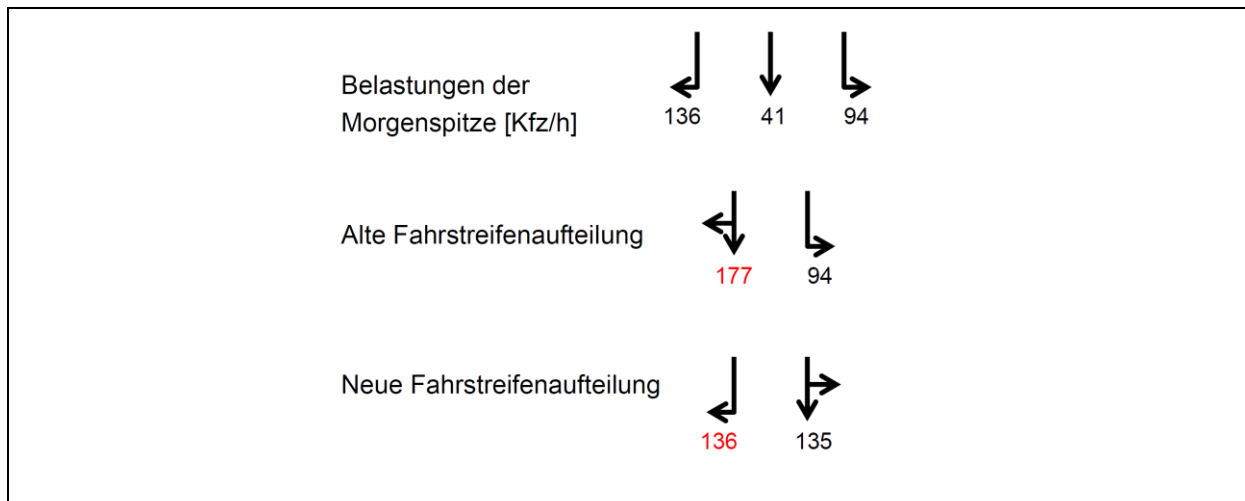 Belastungen der
Morgenspitze [Kfz/h]
136 41 94
Alte Fahrstreifenaufteilung
177 94
Neue Fahrstreifenaufteilung
136 135